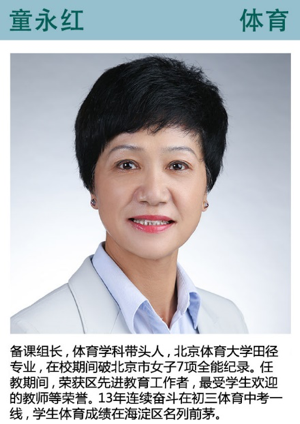 童永红 体育
备课组长，体育学科带头人，北京体育大学田径
专业，在校期间破北京市女子7项全能纪录。任
教期间，荣获区先进教育工作者，最受学生欢迎
的教师等荣誉。13年连续奋斗在初三体育中考一
线，学生体育成绩在海淀区名列前茅。